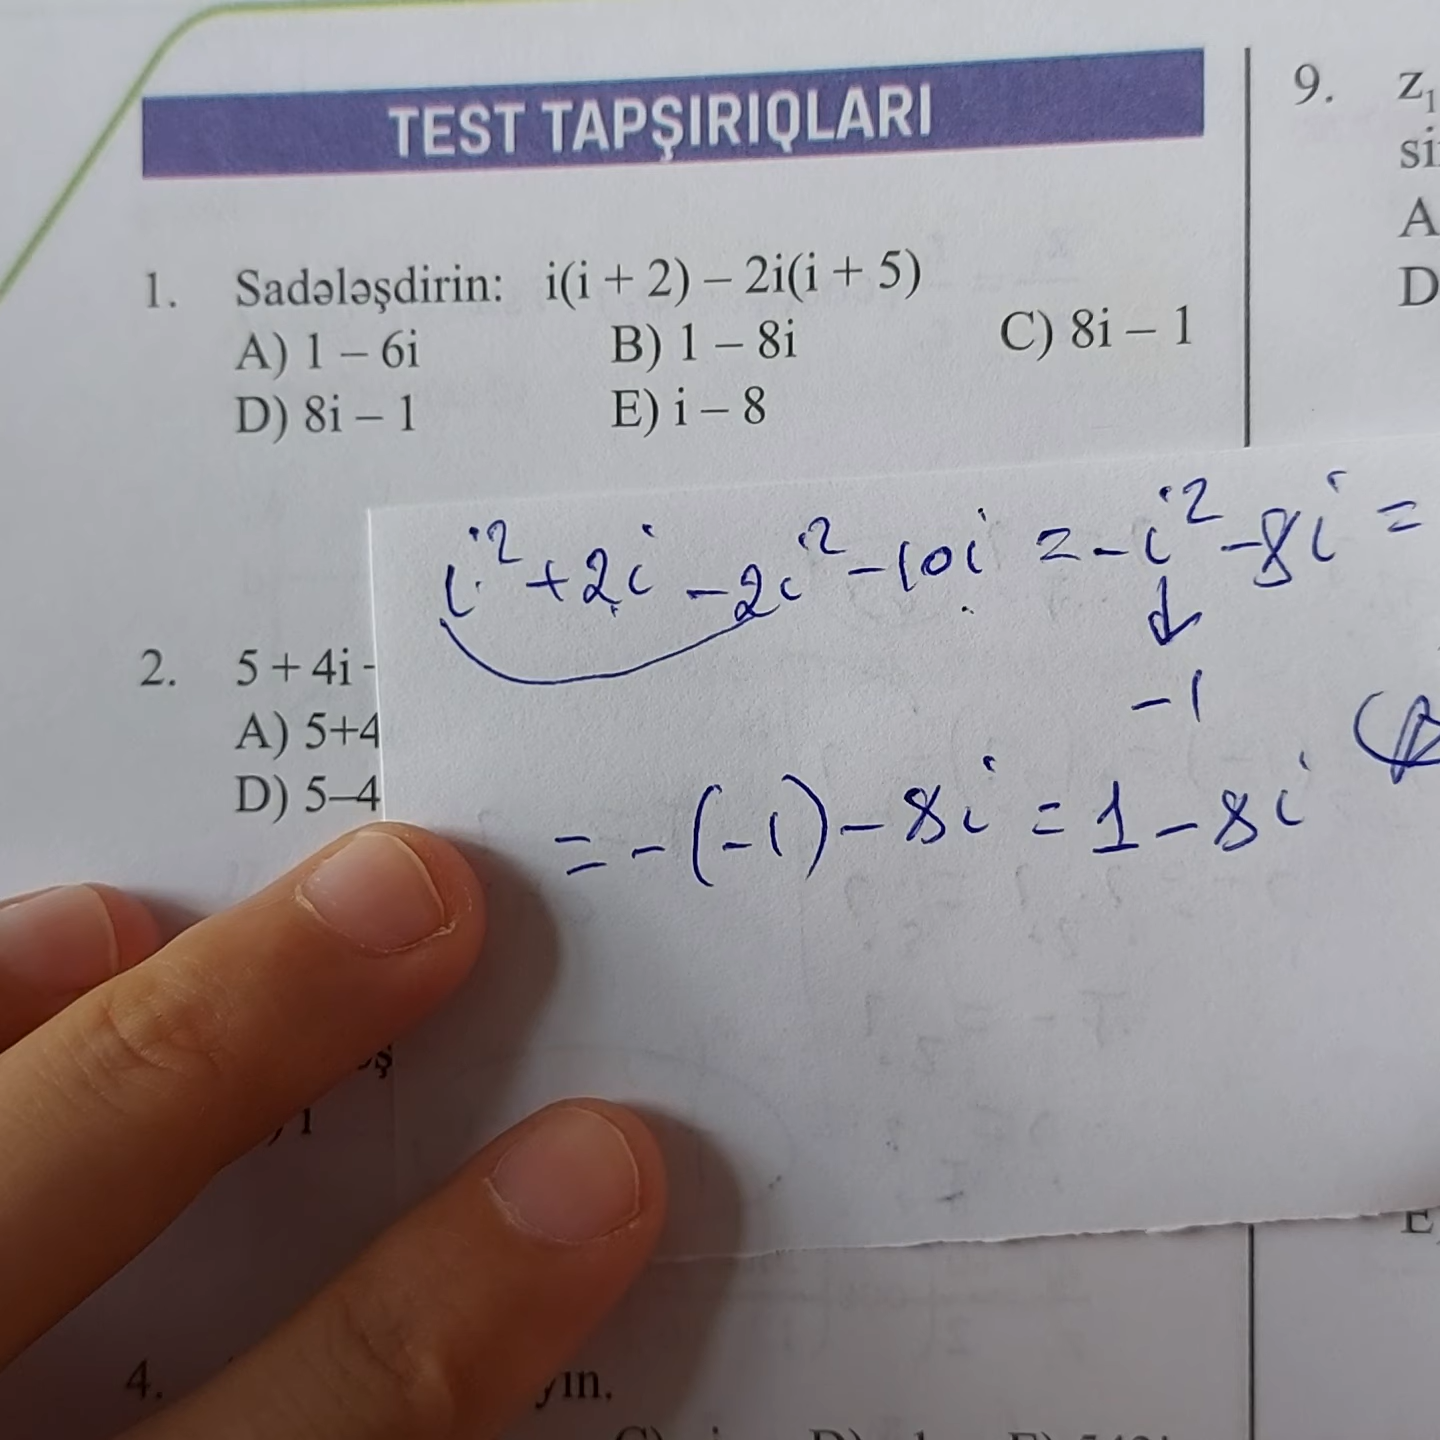 TEST TAPŞIRIQLARI
1. Sadələşdirin: i(i + 2) – 2i(i + 5)
A) 1 – 6i B) 1 – 8i C) 8i – 1
D) 8i – 1 E) i – 8
i²+2i -2i²-10i = -i²-8i =
-1
= -(-1)-8i = 1-8i
2. 5 + 4i -
A) 5+4
D) 5–4
4.
9. z₁
A
D